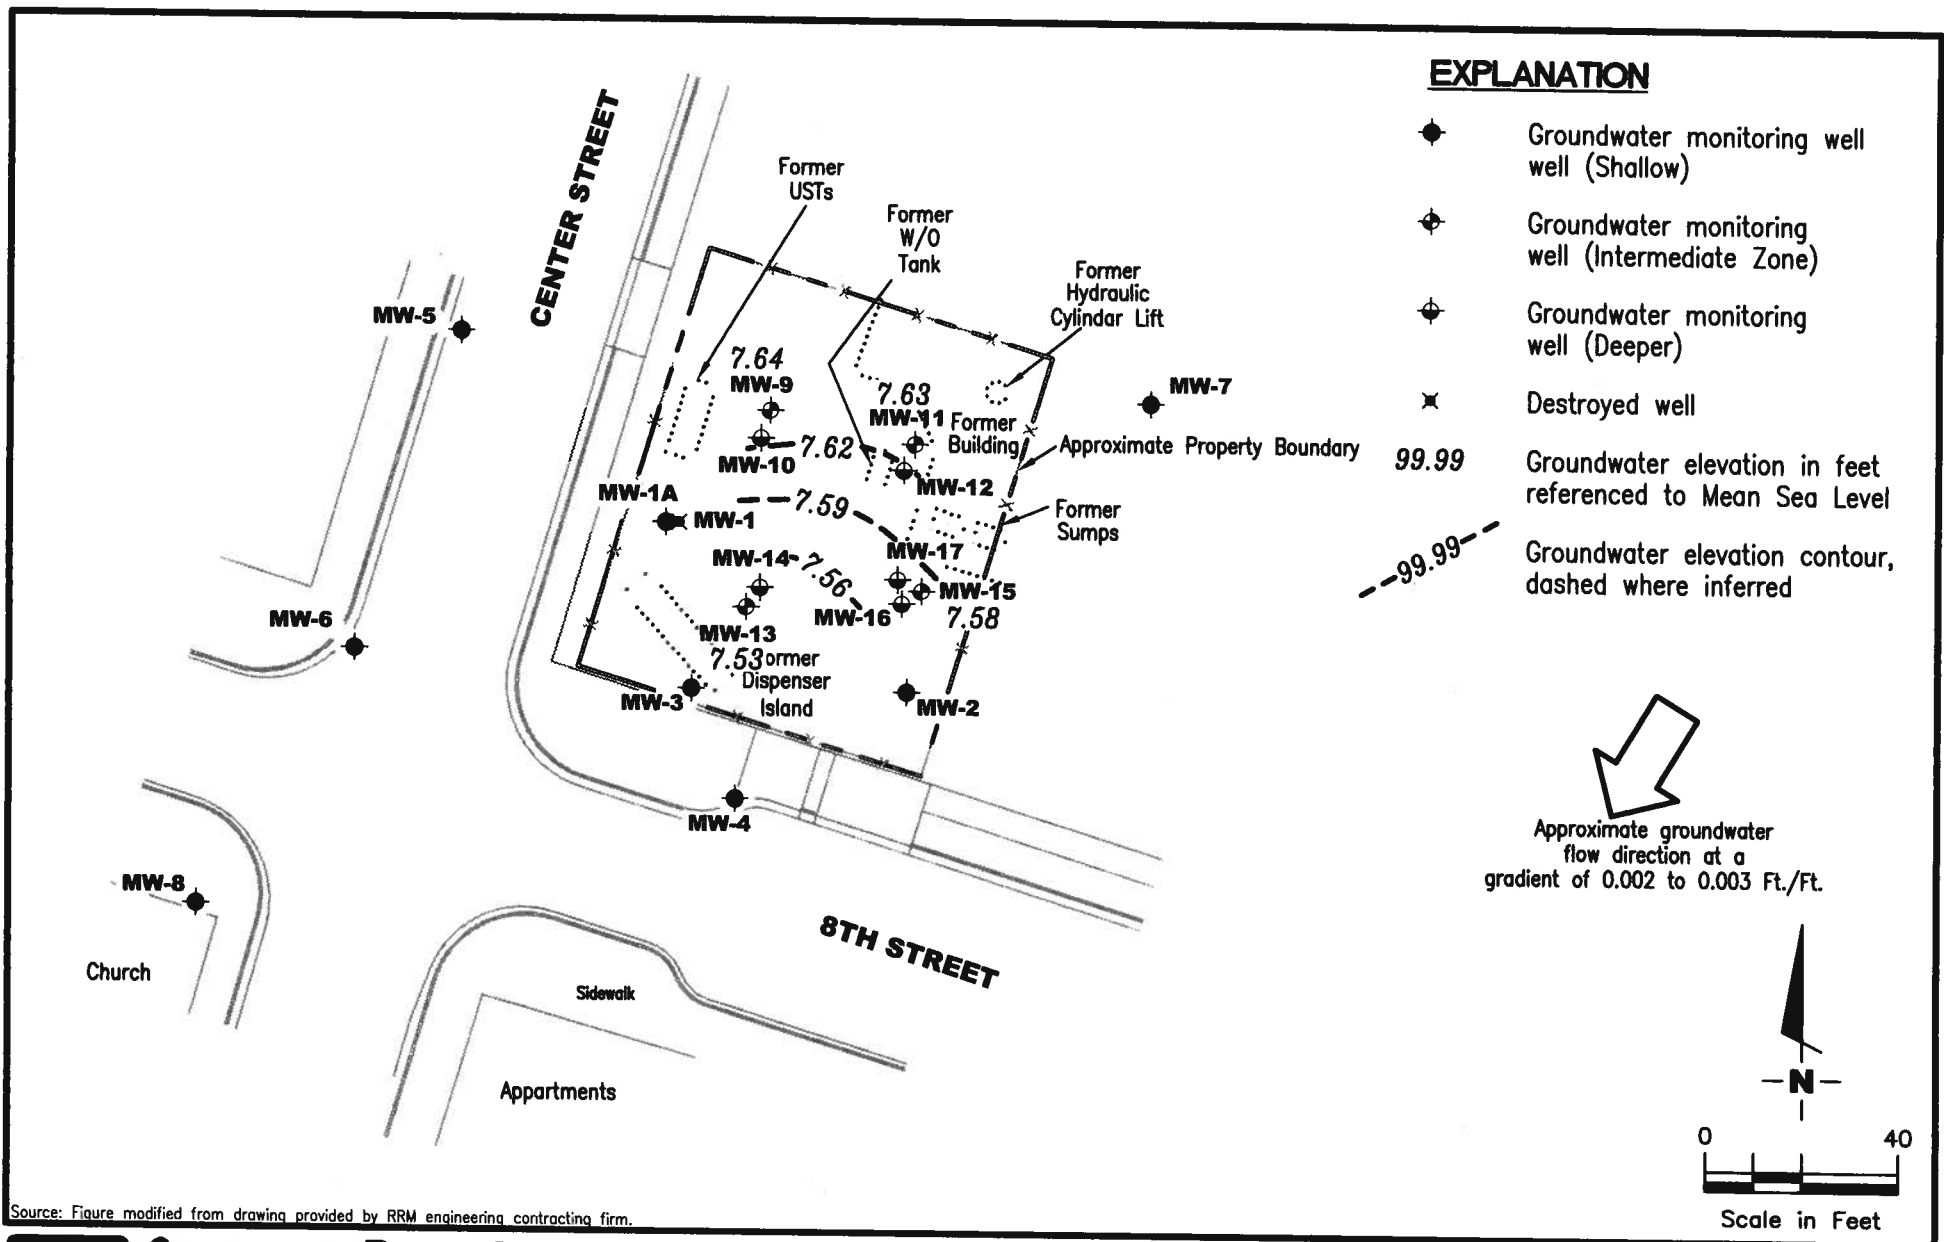 EXPLANATION
Groundwater monitoring well
well (Shallow)
Groundwater monitoring
well (Intermediate Zone)
Groundwater monitoring
well (Deeper)
Destroyed well
99.99
Groundwater elevation in feet
referenced to Mean Sea Level
99.99
Groundwater elevation contour,
dashed where inferred
CENTER STREET
Former
USTs
Former
W/O
Tank
Former
Hydraulic
Cylindar Lift
MW-5
7.64
MW-9
7.63
MW-11
MW-7
Former
Building
Approximate Property Boundary
7.62
MW-10
MW-12
MW-1A
MW-1
7.59
Former
Sumps
MW-17
MW-14
7.56
MW-15
MW-16
7.58
MW-6
MW-13
7.53
ormer
Dispenser
Island
MW-3
MW-2
MW-4
MW-8
Church
8TH STREET
Sidewalk
Appartments
Approximate groundwater
flow direction at a
gradient of 0.002 to 0.003 Ft./Ft.
N
0 40
Scale in Feet
Source: Figure modified from drawing provided by RRM engineering contracting firm.